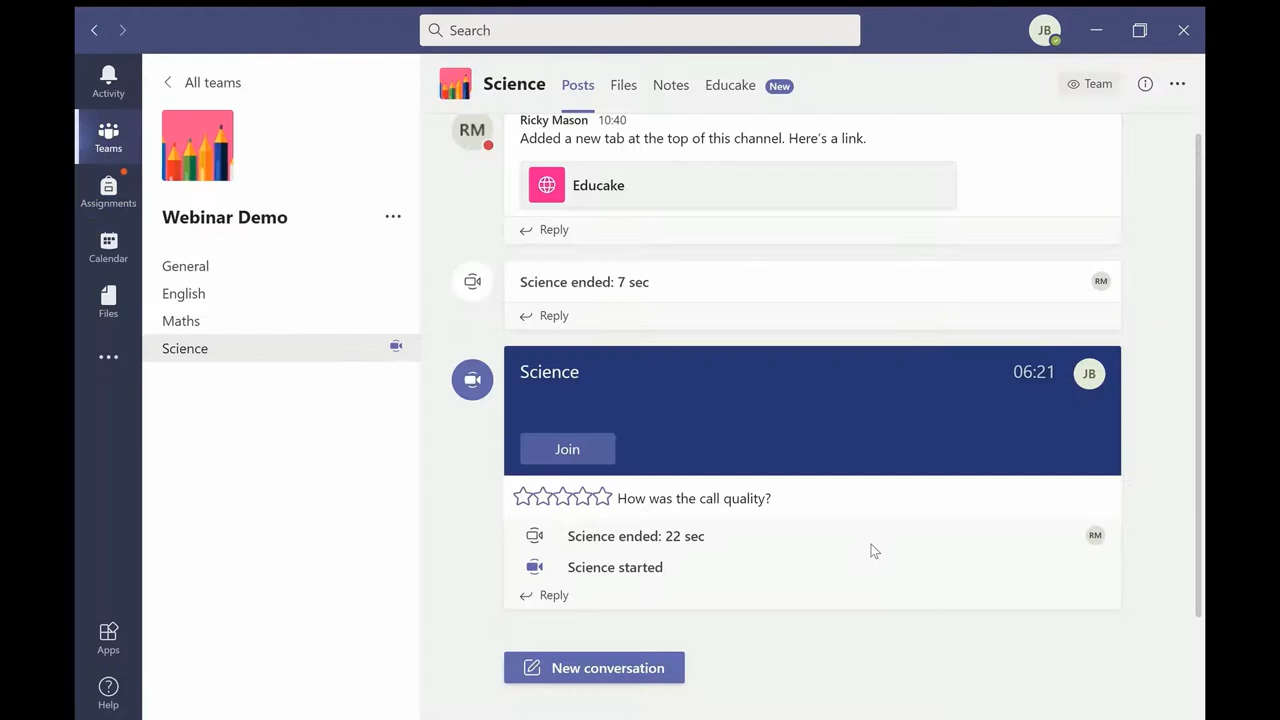 Search
JB
Activity
Teams
Assignments
Calendar
Files
Apps
Help
All teams
Webinar Demo
General
English
Maths
Science
Science
Posts
Files
Notes
Educake
New
Team
RM
Ricky Mason 10:40
Added a new tab at the top of this channel. Here's a link.
Educake
Reply
Science ended: 7 sec
RM
Reply
Science
06:21
JB
Join
How was the call quality?
Science ended: 22 sec
RM
Science started
Reply
New conversation